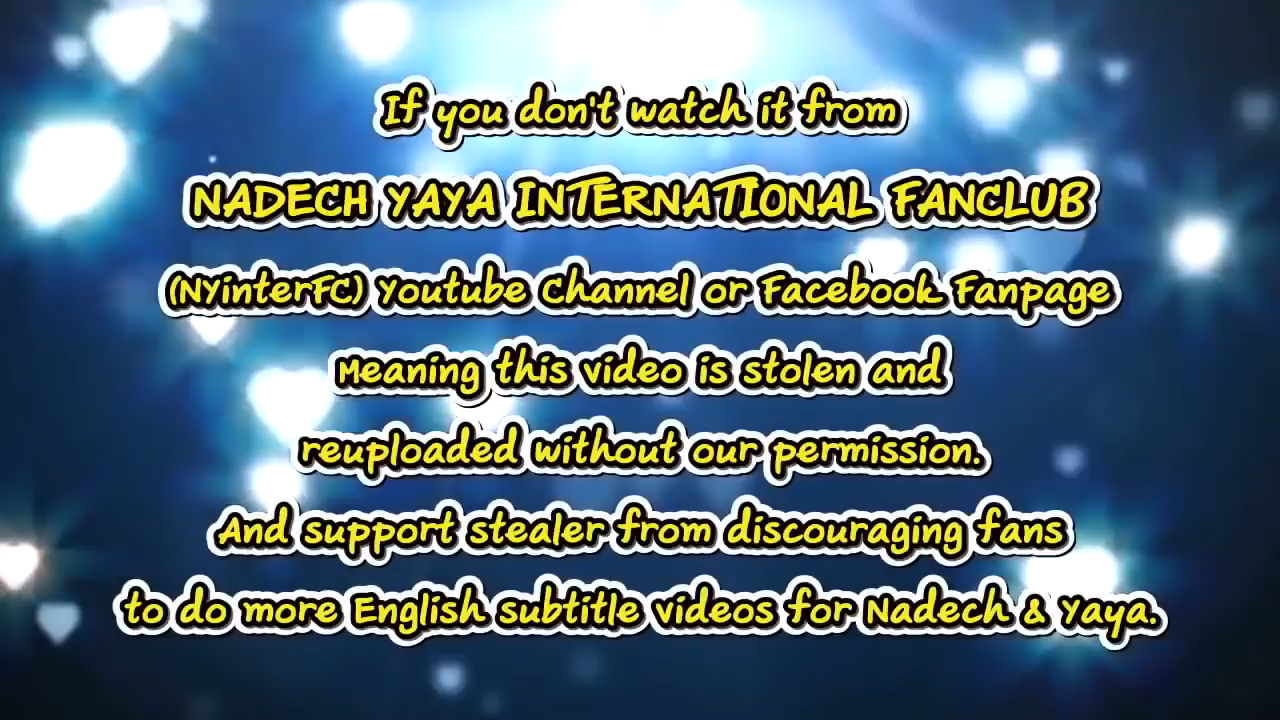 If you don't watch it from
NADECH YAYA INTERNATIONAL FANCLUB
(NYinterFC) Youtube Channel or Facebook Fanpage
Meaning this video is stolen and
reuploaded without our permission.
And support stealer from discouraging fans
to do more English subtitle videos for Nadech & Yaya.